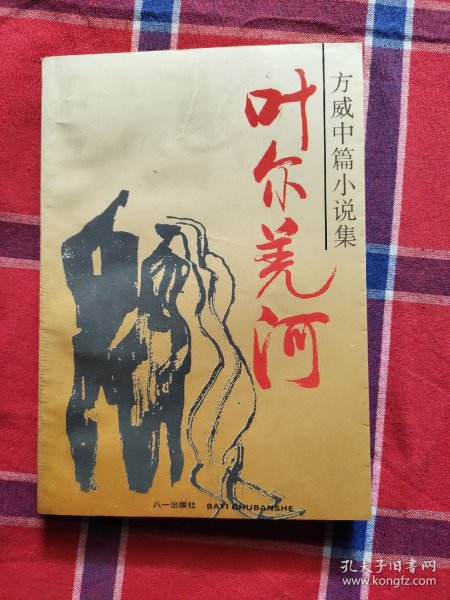 方威中篇小说集
叶尔羌河
八一出版社 BAYI CHUBANSHE
孔夫子旧书网
www.kongfz.com